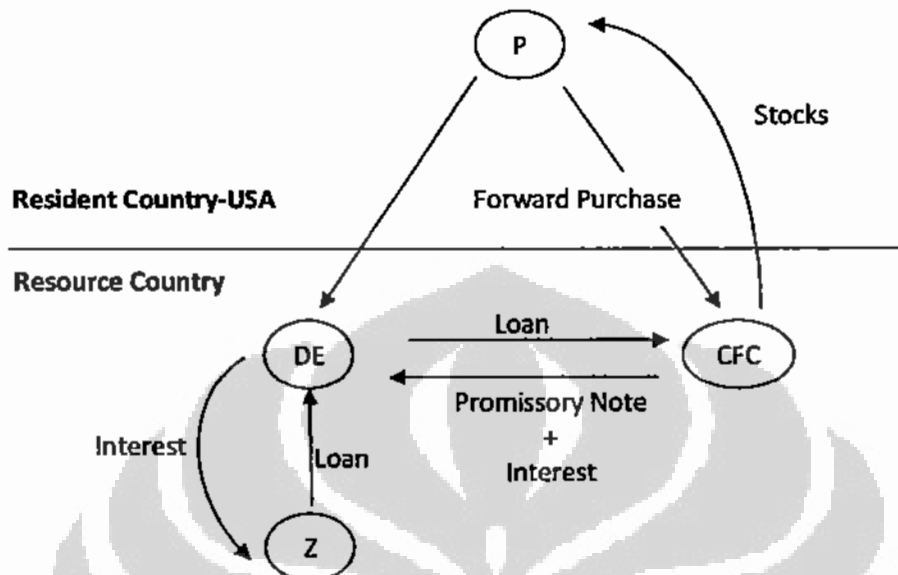 P
Stocks
Resident Country-USA
Forward Purchase
Resource Country
Loan
DE
CFC
Promissory Note
+
Interest
Interest
Loan
Z